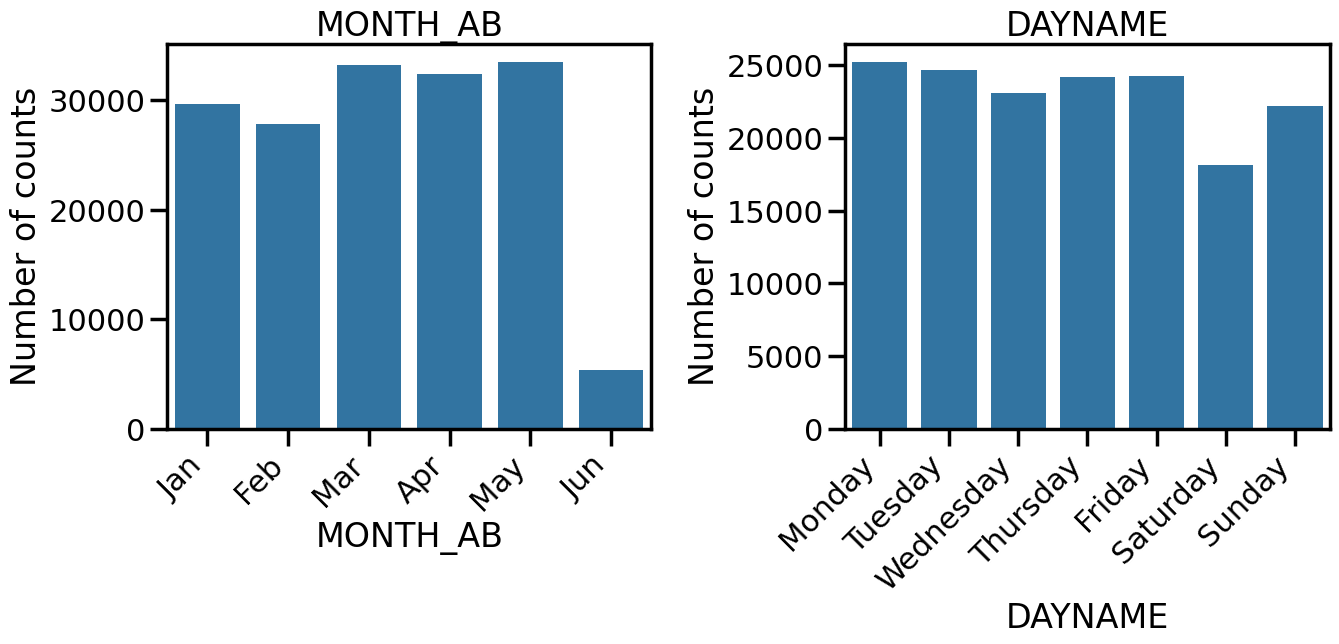 MONTH_AB
Number of counts
30000
20000
10000
0
Jan
Feb
Mar
Apr
May
Jun
MONTH_AB
DAYNAME
Number of counts
25000
20000
15000
10000
5000
0
Monday
Tuesday
Wednesday
Thursday
Friday
Saturday
Sunday
DAYNAME